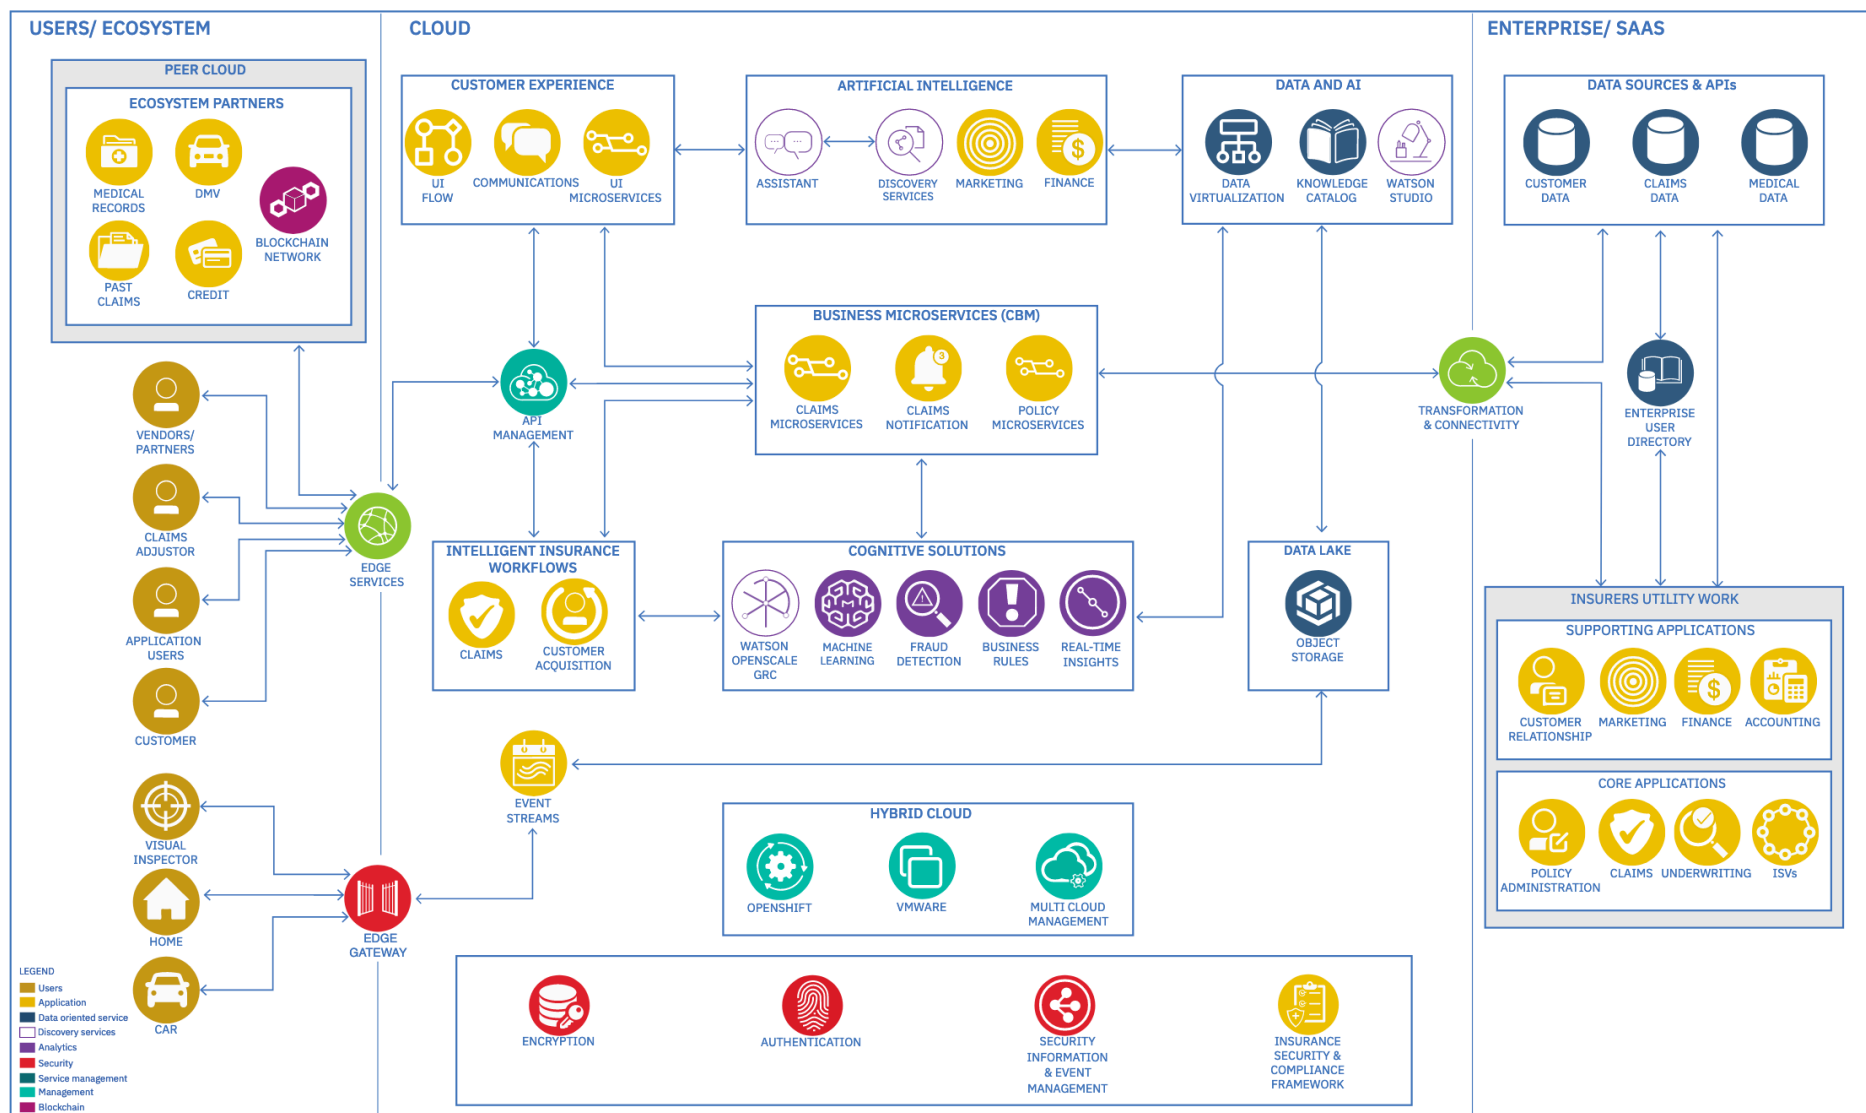 USERS/ ECOSYSTEM
PEER CLOUD
ECOSYSTEM PARTNERS
MEDICAL
RECORDS
DMV
BLOCKCHAIN
NETWORK
PAST
CLAIMS
CREDIT
VENDORS/
PARTNERS
CLAIMS
ADJUSTOR
APPLICATION
USERS
CUSTOMER
VISUAL
INSPECTOR
HOME
CAR
EDGE
SERVICES
EDGE
GATEWAY
LEGEND
Users
Application
Data oriented service
Discovery services
Analytics
Security
Service management
Management
Blockchain
CLOUD
CUSTOMER EXPERIENCE
UI
FLOW
COMMUNICATIONS
UI
MICROSERVICES
ARTIFICIAL INTELLIGENCE
ASSISTANT
DISCOVERY
SERVICES
MARKETING
$
FINANCE
DATA AND AI
DATA
VIRTUALIZATION
KNOWLEDGE
CATALOG
WATSON
STUDIO
API
MANAGEMENT
BUSINESS MICROSERVICES (CBM)
CLAIMS
MICROSERVICES
3
CLAIMS
NOTIFICATION
POLICY
MICROSERVICES
TRANSFORMATION
& CONNECTIVITY
INTELLIGENT INSURANCE
WORKFLOWS
CLAIMS
CUSTOMER
ACQUISITION
COGNITIVE SOLUTIONS
WATSON
OPENSCALE
GRC
M
MACHINE
LEARNING
FRAUD
DETECTION
BUSINESS
RULES
REAL-TIME
INSIGHTS
DATA LAKE
OBJECT
STORAGE
EVENT
STREAMS
HYBRID CLOUD
OPENSHIFT
VMWARE
MULTI CLOUD
MANAGEMENT
ENCRYPTION
AUTHENTICATION
SECURITY
INFORMATION
& EVENT
MANAGEMENT
INSURANCE
SECURITY &
COMPLIANCE
FRAMEWORK
ENTERPRISE/ SAAS
DATA SOURCES & APIs
CUSTOMER
DATA
CLAIMS
DATA
MEDICAL
DATA
ENTERPRISE
USER
DIRECTORY
INSURERS UTILITY WORK
SUPPORTING APPLICATIONS
CUSTOMER
RELATIONSHIP
MARKETING
$
FINANCE
ACCOUNTING
CORE APPLICATIONS
POLICY
ADMINISTRATION
CLAIMS
UNDERWRITING
ISVs